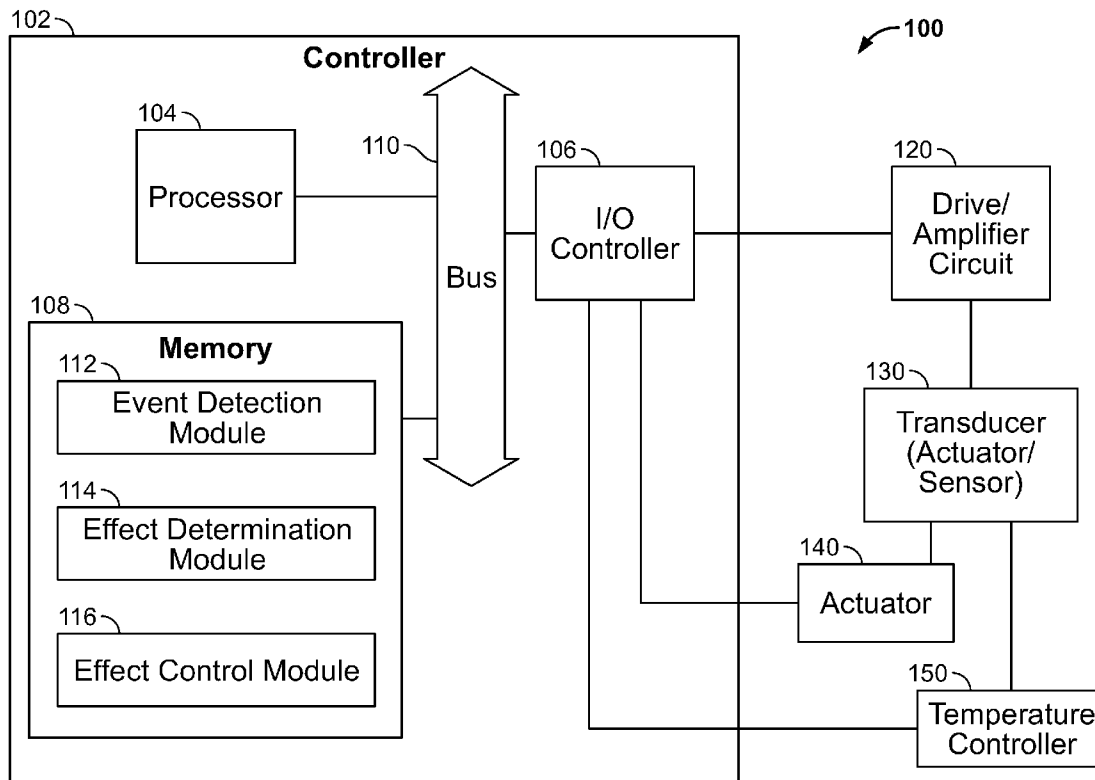 102
100
Controller
104
Processor
110
Bus
106
I/O
Controller
120
Drive/
Amplifier
Circuit
108
Memory
112
Event Detection
Module
114
Effect Determination
Module
116
Effect Control Module
130
Transducer
(Actuator/
Sensor)
140
Actuator
150
Temperature
Controller